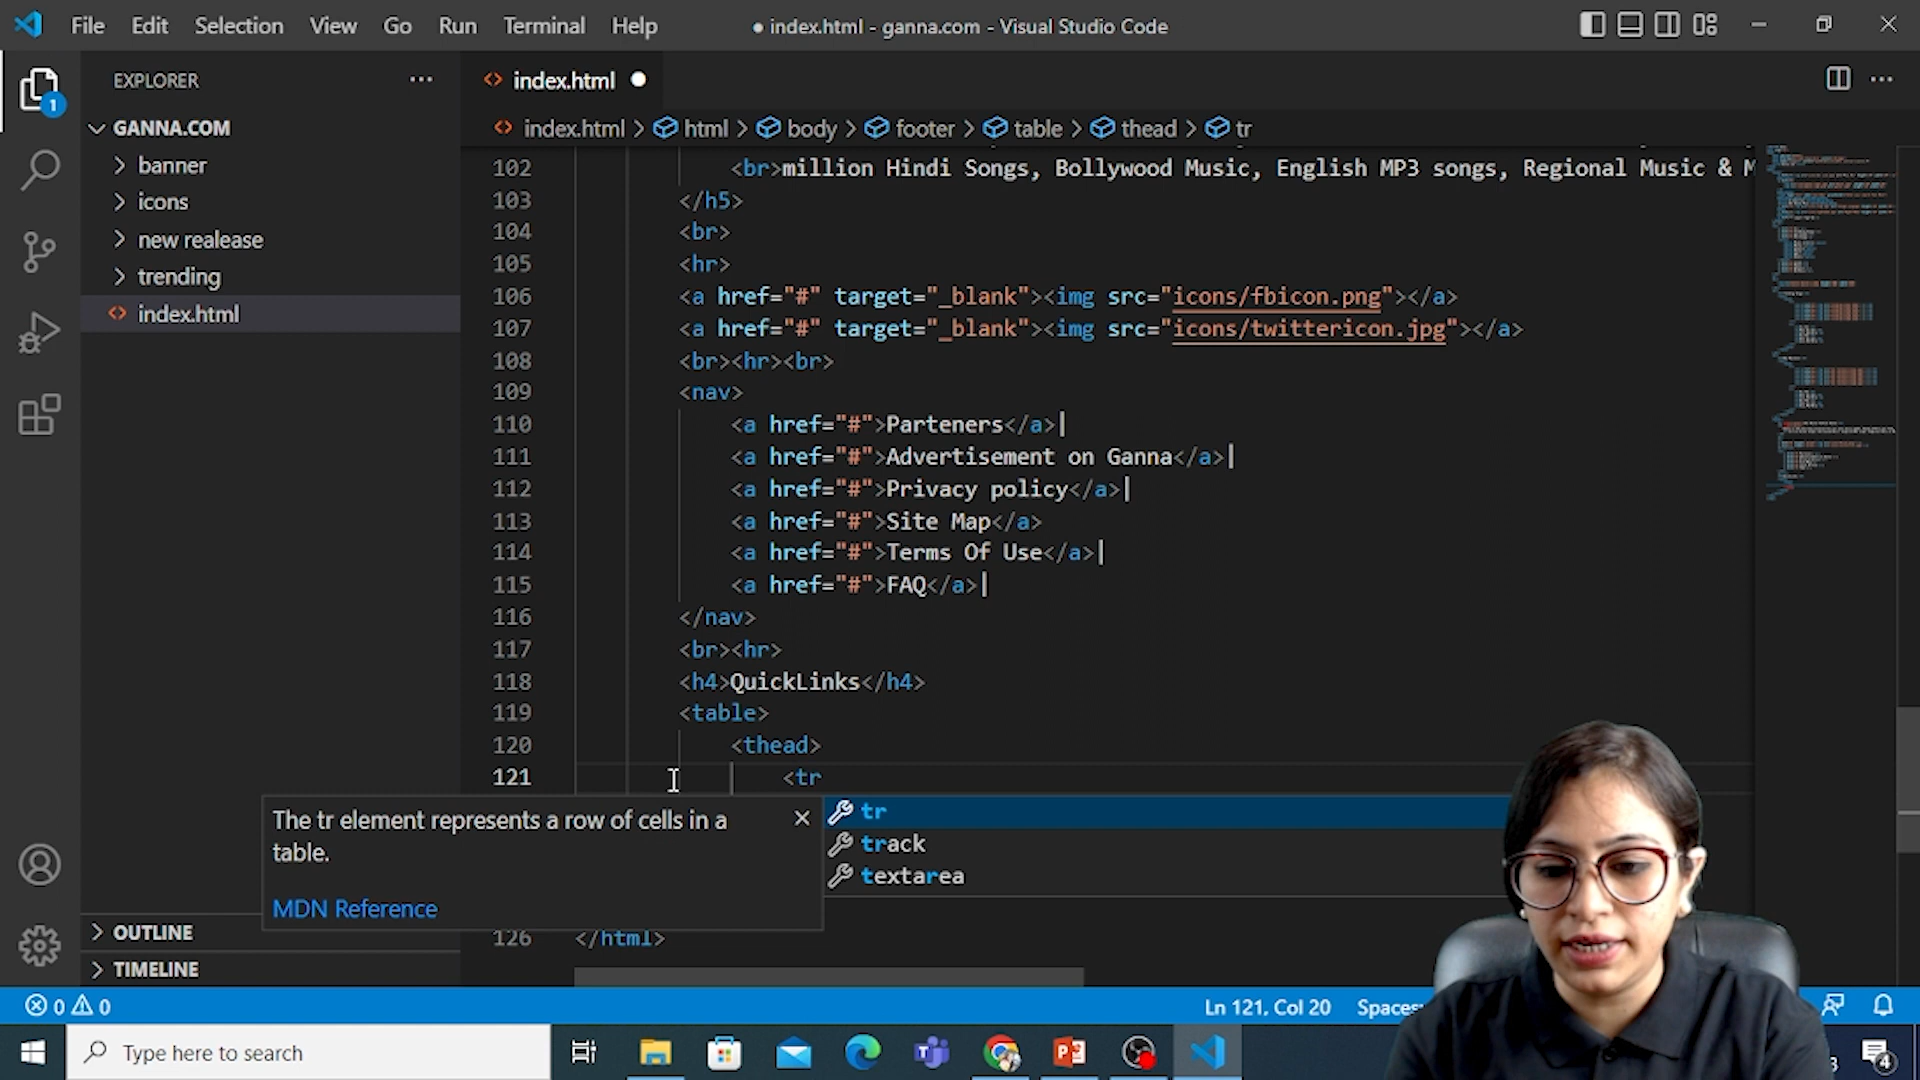 File Edit Selection View Go Run Terminal Help
● index.html - ganna.com - Visual Studio Code
EXPLORER
index.html
1
GANNA.COM
index.html > html > body > footer > table > thead > tr
banner
icons
new realease
trending
index.html
102 <br>million Hindi Songs, Bollywood Music, English MP3 songs, Regional Music & M
103 </h5>
104 <br>
105 <hr>
106 <a href="#" target="_blank"><img src="icons/fbicon.png"></a>
107 <a href="#" target="_blank"><img src="icons/twittericon.jpg"></a>
108 <br><hr><br>
109 <nav>
110 <a href="#">Parteners</a>|
111 <a href="#">Advertisement on Ganna</a>|
112 <a href="#">Privacy policy</a>|
113 <a href="#">Site Map</a>
114 <a href="#">Terms Of Use</a>|
115 <a href="#">FAQ</a>|
116 </nav>
117 <br><hr>
118 <h4>QuickLinks</h4>
119 <table>
120 <thead>
121 <tr
The tr element represents a row of cells in a
table.
MDN Reference
tr
track
textarea
126 </html>
OUTLINE
TIMELINE
0 0
Ln 121, Col 20
Type here to search
4